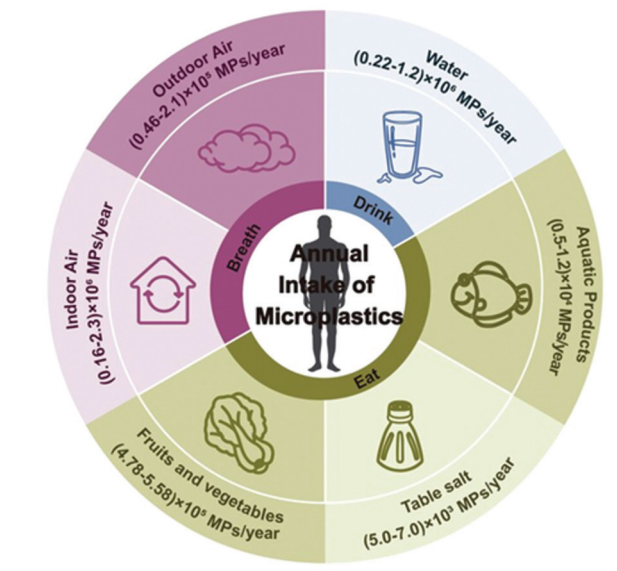 Outdoor Air
(0.46-2.1)×10⁵ MPs/year
Water
(0.22-1.2)×10⁶ MPs/year
Aquatic Products
(0.5-1.2)×10⁴ MPs/year
Table salt
(5.0-7.0)×10³ MPs/year
Fruits and vegetables
(4.78-5.58)×10⁵ MPs/year
Indoor Air
(0.16-2.3)×10⁶ MPs/year
Breath
Drink
Eat
Annual
Intake of
Microplastics